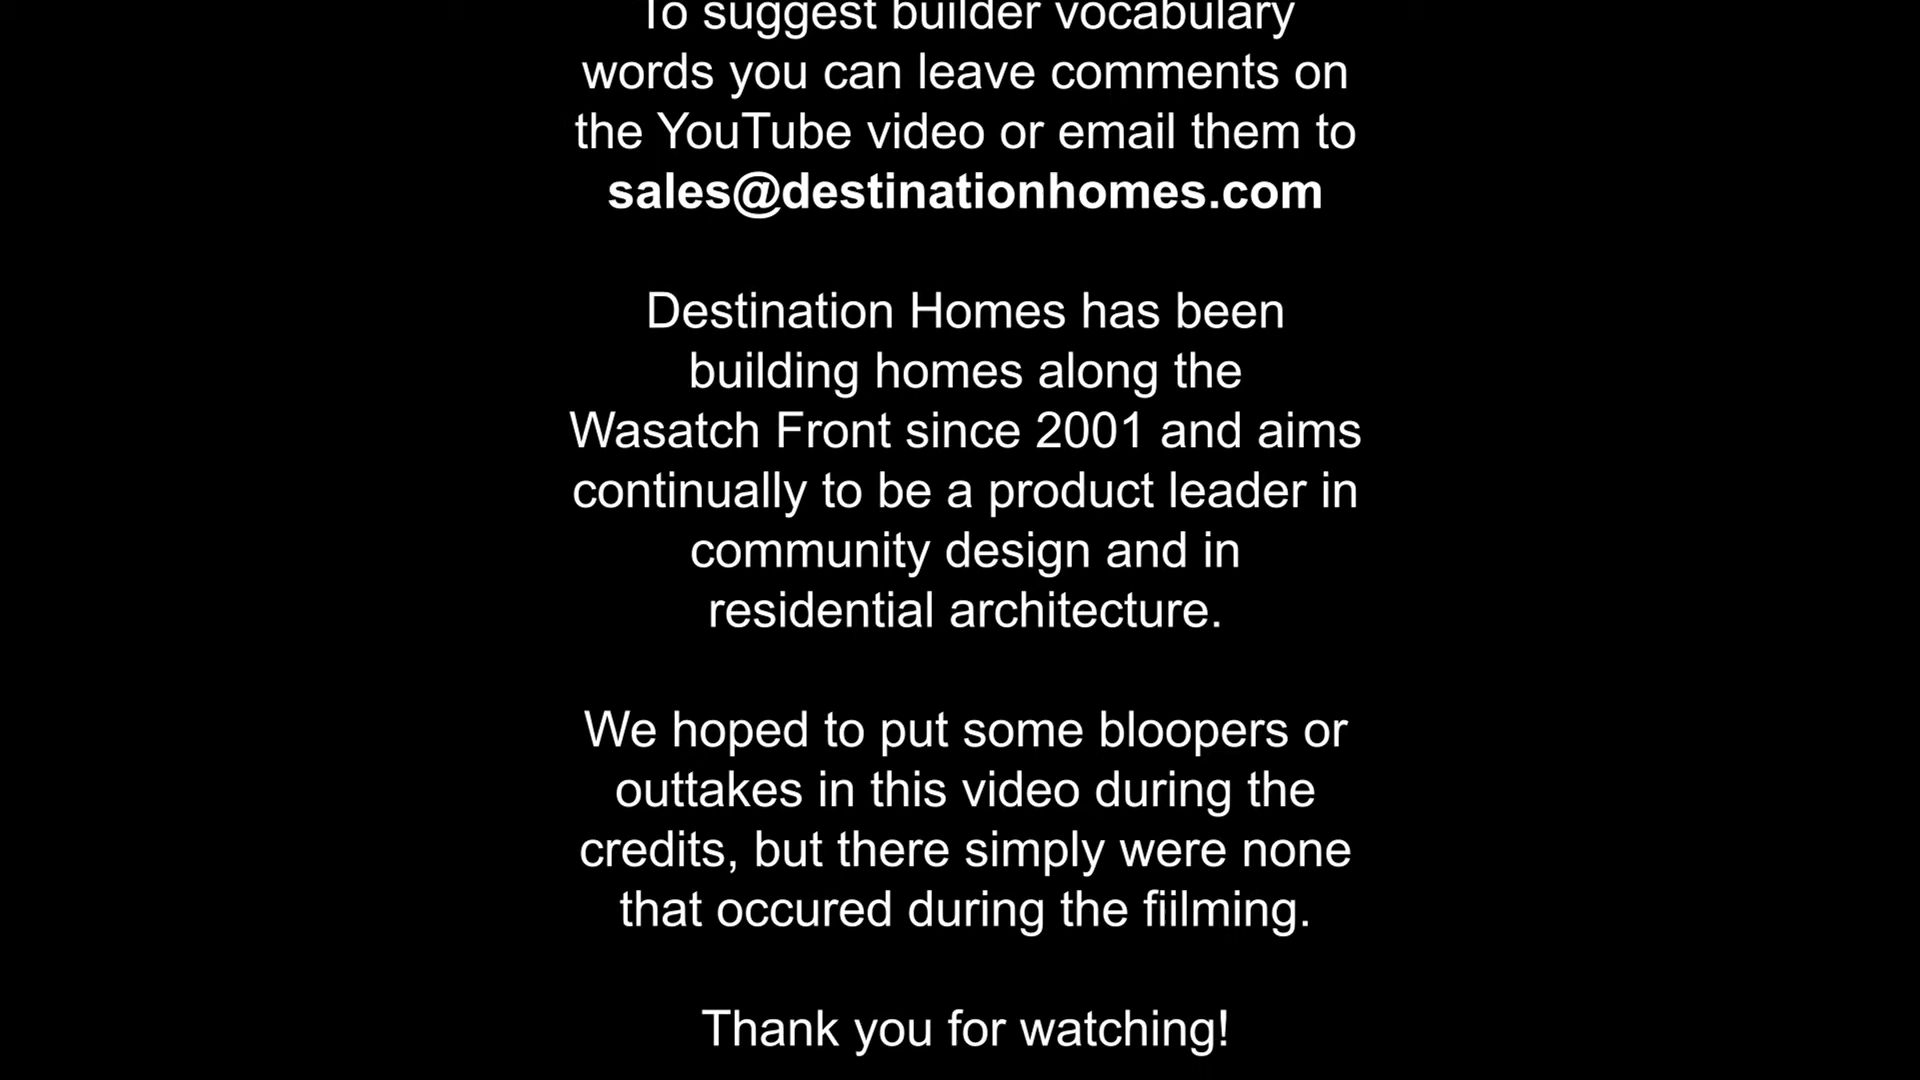 To suggest builder vocabulary
words you can leave comments on
the YouTube video or email them to
sales@destinationhomes.com
Destination Homes has been
building homes along the
Wasatch Front since 2001 and aims
continually to be a product leader in
community design and in
residential architecture.
We hoped to put some bloopers or
outtakes in this video during the
credits, but there simply were none
that occured during the fiilming.
Thank you for watching!